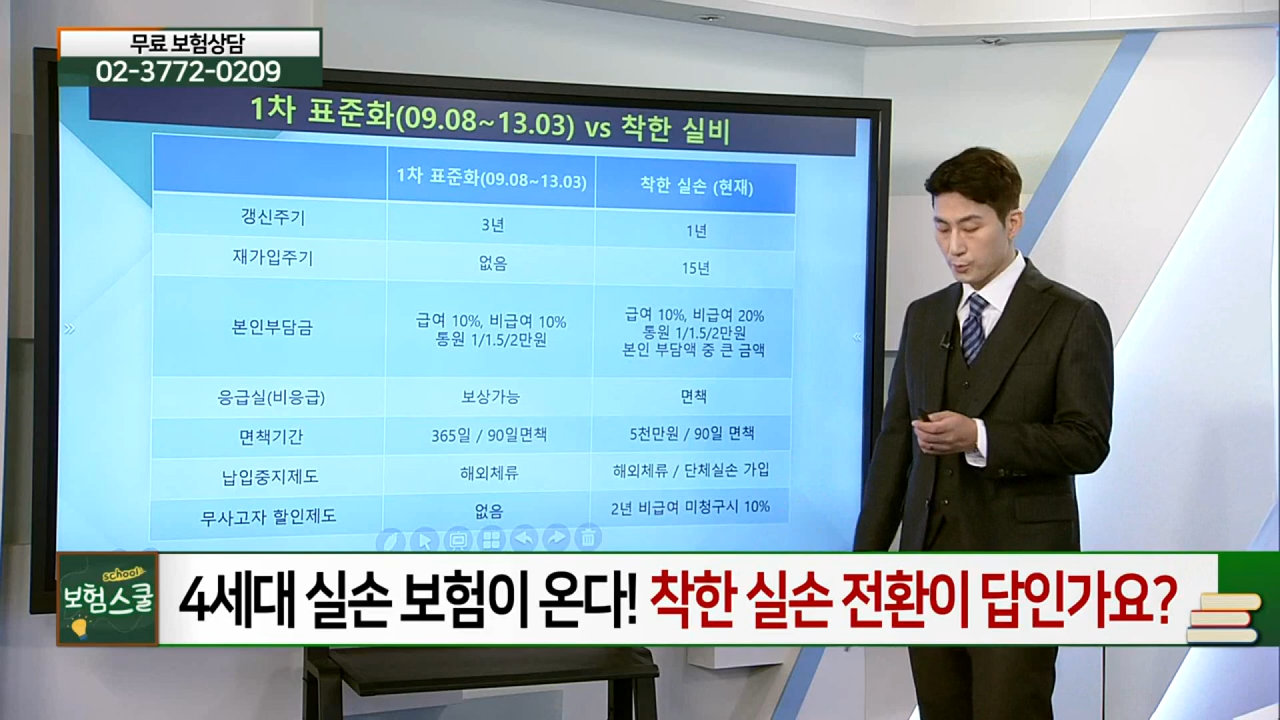 무료 보험상담
02-3772-0209
1차 표준화(09.08~13.03) vs 착한 실비
1차 표준화(09.08~13.03)
착한 실손 (현재)
갱신주기
3년
1년
재가입주기
없음
15년
본인부담금
급여 10%, 비급여 10%
통원 1/1.5/2만원
급여 10%, 비급여 20%
통원 1/1.5/2만원
본인 부담액 중 큰 금액
응급실(비응급)
보상가능
면책
면책기간
365일 / 90일면책
5천만원 / 90일 면책
납입중지제도
해외체류
해외체류 / 단체실손 가입
무사고자 할인제도
없음
2년 비급여 미청구시 10%
school
보험스쿨
4세대 실손 보험이 온다! 착한 실손 전환이 답인가요?